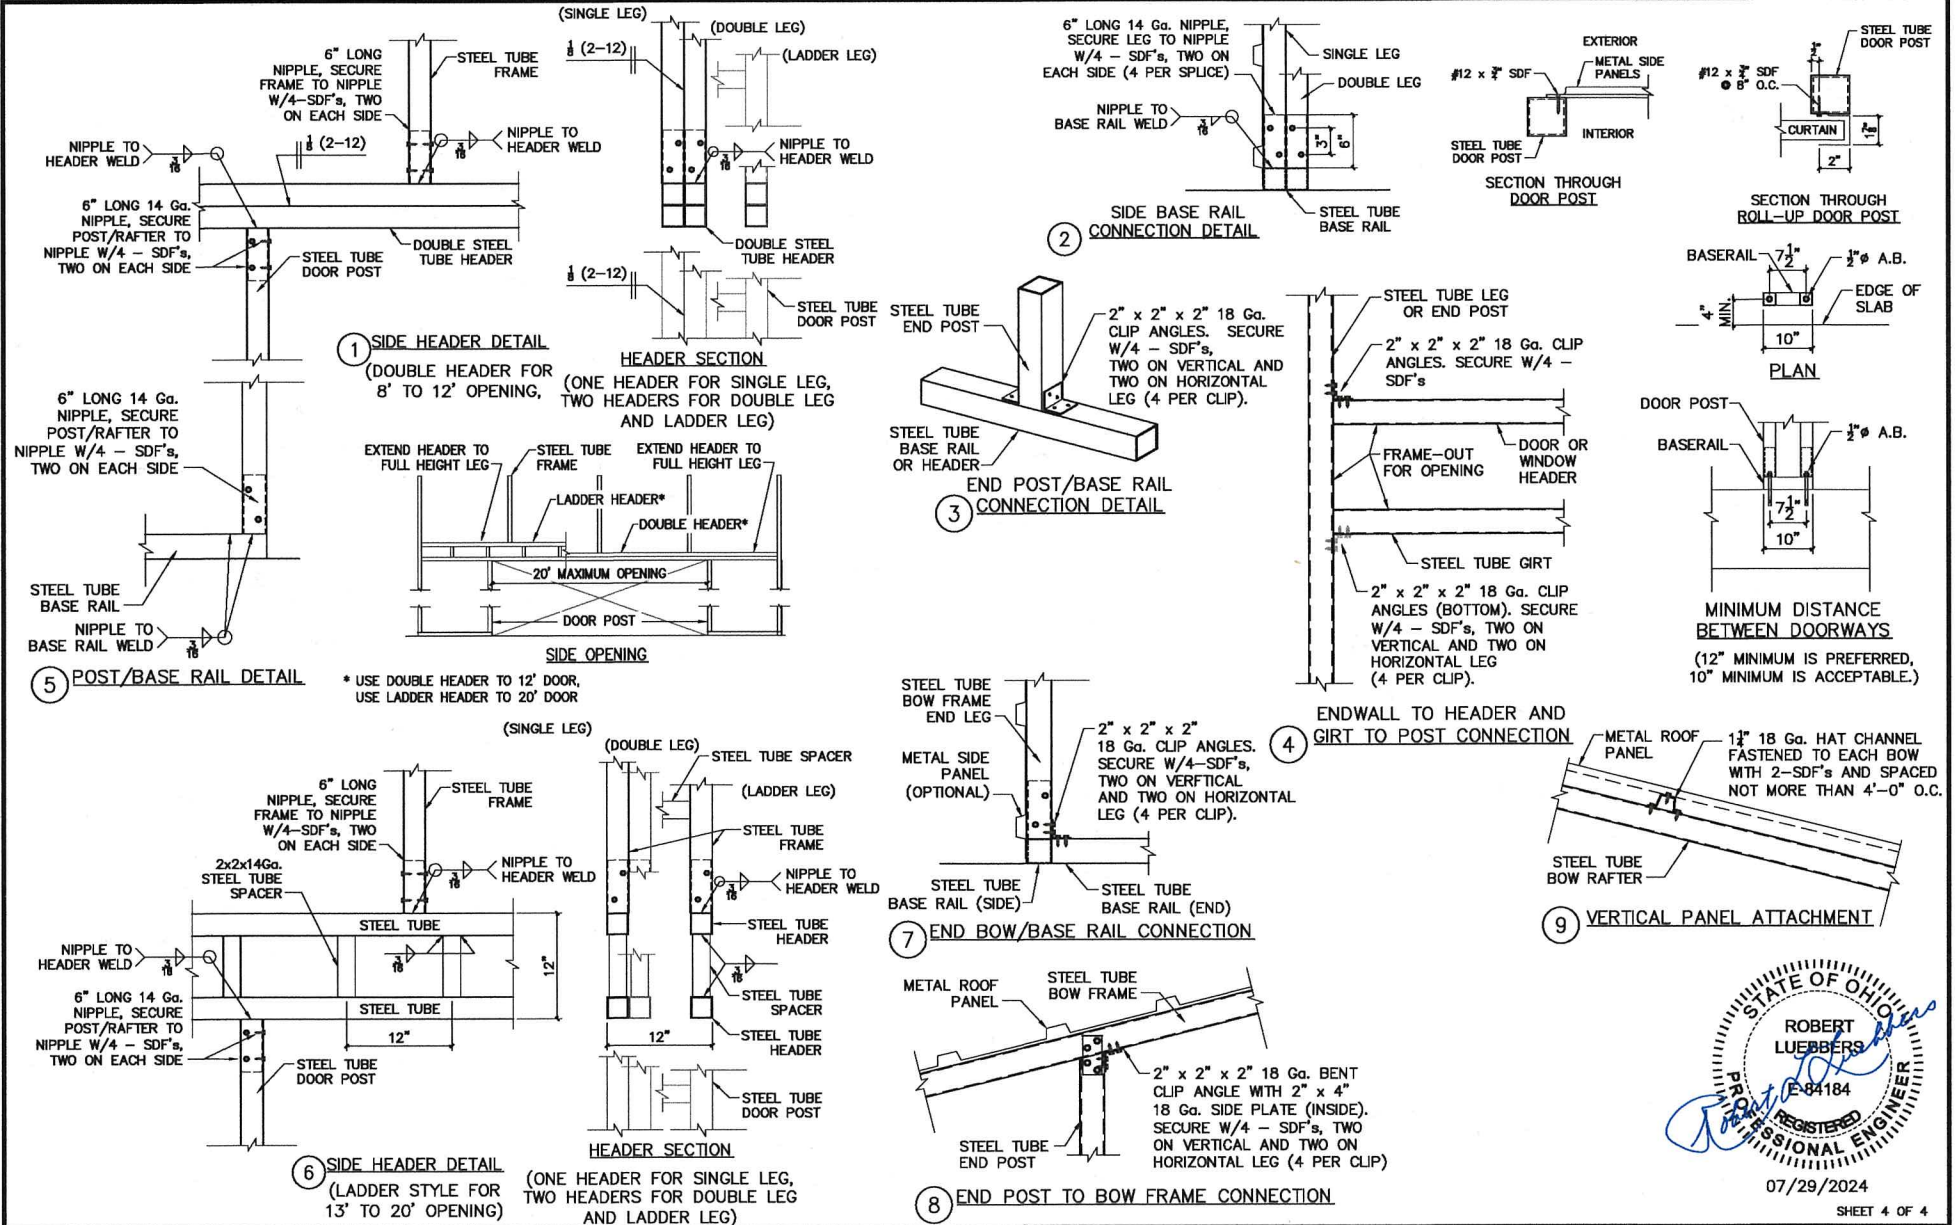 (SINGLE LEG)
(DOUBLE LEG)
(LADDER LEG)
1/8 (2-12)
6" LONG
NIPPLE, SECURE
FRAME TO NIPPLE
W/4-SDF's, TWO
ON EACH SIDE
STEEL TUBE
FRAME
NIPPLE TO
HEADER WELD
3/16
1/8 (2-12)
3/16
NIPPLE TO
HEADER WELD
3/16
NIPPLE TO
HEADER WELD
6" LONG 14 Ga.
NIPPLE, SECURE
POST/RAFTER TO
NIPPLE W/4 - SDF's,
TWO ON EACH SIDE
STEEL TUBE
DOOR POST
DOUBLE STEEL
TUBE HEADER
DOUBLE STEEL
TUBE HEADER
1/8 (2-12)
STEEL TUBE
DOOR POST
1 SIDE HEADER DETAIL
(DOUBLE HEADER FOR
8' TO 12' OPENING,
HEADER SECTION
(ONE HEADER FOR SINGLE LEG,
TWO HEADERS FOR DOUBLE LEG
AND LADDER LEG)
6" LONG 14 Ga.
NIPPLE, SECURE
POST/RAFTER TO
NIPPLE W/4 - SDF's,
TWO ON EACH SIDE
STEEL TUBE
BASE RAIL
NIPPLE TO
BASE RAIL WELD
3/16
5 POST/BASE RAIL DETAIL
EXTEND HEADER TO
FULL HEIGHT LEG
STEEL TUBE
FRAME
EXTEND HEADER TO
FULL HEIGHT LEG
LADDER HEADER*
DOUBLE HEADER*
20' MAXIMUM OPENING
DOOR POST
SIDE OPENING
* USE DOUBLE HEADER TO 12' DOOR,
USE LADDER HEADER TO 20' DOOR
6" LONG 14 Ga. NIPPLE,
SECURE LEG TO NIPPLE
W/4 - SDF's, TWO ON
EACH SIDE (4 PER SPLICE)
SINGLE LEG
DOUBLE LEG
NIPPLE TO
BASE RAIL WELD
3/16
3"
6"
STEEL TUBE
BASE RAIL
2 SIDE BASE RAIL
CONNECTION DETAIL
EXTERIOR
METAL SIDE
PANELS
#12 x 3/4" SDF
INTERIOR
STEEL TUBE
DOOR POST
SECTION THROUGH
DOOR POST
STEEL TUBE
DOOR POST
1/2"
#12 x 3/4" SDF
@ 8" O.C.
CURTAIN
1 7/8"
2"
SECTION THROUGH
ROLL-UP DOOR POST
STEEL TUBE
END POST
2" x 2" x 2" 18 Ga.
CLIP ANGLES. SECURE
W/4 - SDF's,
TWO ON VERTICAL AND
TWO ON HORIZONTAL
LEG (4 PER CLIP).
STEEL TUBE
BASE RAIL
OR HEADER
3 END POST/BASE RAIL
CONNECTION DETAIL
STEEL TUBE LEG
OR END POST
2" x 2" x 2" 18 Ga. CLIP
ANGLES. SECURE W/4 -
SDF's
FRAME-OUT
FOR OPENING
DOOR OR
WINDOW
HEADER
STEEL TUBE GIRT
2" x 2" x 2" 18 Ga. CLIP
ANGLES (BOTTOM). SECURE
W/4 - SDF's, TWO ON
VERTICAL AND TWO ON
HORIZONTAL LEG
(4 PER CLIP).
4 ENDWALL TO HEADER AND
GIRT TO POST CONNECTION
BASERAIL
7 1/2"
1/2"ø A.B.
EDGE OF
SLAB
4"
MIN.
10"
PLAN
DOOR POST
BASERAIL
1/2"ø A.B.
7 1/2"
10"
MINIMUM DISTANCE
BETWEEN DOORWAYS
(12" MINIMUM IS PREFERRED,
10" MINIMUM IS ACCEPTABLE.)
(SINGLE LEG)
(DOUBLE LEG)
STEEL TUBE SPACER
(LADDER LEG)
6" LONG
NIPPLE, SECURE
FRAME TO NIPPLE
W/4-SDF's, TWO
ON EACH SIDE
STEEL TUBE
FRAME
STEEL TUBE
FRAME
2x2x14Ga.
STEEL TUBE
SPACER
NIPPLE TO
HEADER WELD
3/16
NIPPLE TO
HEADER WELD
3/16
STEEL TUBE
NIPPLE TO
HEADER WELD
3/16
3/16
12"
STEEL TUBE
12"
STEEL TUBE
HEADER
3/16
STEEL TUBE
SPACER
STEEL TUBE
HEADER
12"
6" LONG 14 Ga.
NIPPLE, SECURE
POST/RAFTER TO
NIPPLE W/4 - SDF's,
TWO ON EACH SIDE
STEEL TUBE
DOOR POST
STEEL TUBE
DOOR POST
6 SIDE HEADER DETAIL
(LADDER STYLE FOR
13' TO 20' OPENING)
HEADER SECTION
(ONE HEADER FOR SINGLE LEG,
TWO HEADERS FOR DOUBLE LEG
AND LADDER LEG)
STEEL TUBE
BOW FRAME
END LEG
METAL SIDE
PANEL
(OPTIONAL)
2" x 2" x 2"
18 Ga. CLIP ANGLES.
SECURE W/4-SDF's,
TWO ON VERFTICAL
AND TWO ON HORIZONTAL
LEG (4 PER CLIP).
STEEL TUBE
BASE RAIL (SIDE)
STEEL TUBE
BASE RAIL (END)
7 END BOW/BASE RAIL CONNECTION
METAL ROOF
PANEL
STEEL TUBE
BOW FRAME
2" x 2" x 2" 18 Ga. BENT
CLIP ANGLE WITH 2" x 4"
18 Ga. SIDE PLATE (INSIDE).
SECURE W/4 - SDF's, TWO
ON VERTICAL AND TWO ON
HORIZONTAL LEG (4 PER CLIP)
STEEL TUBE
END POST
8 END POST TO BOW FRAME CONNECTION
METAL ROOF
PANEL
1 1/4" 18 Ga. HAT CHANNEL
FASTENED TO EACH BOW
WITH 2-SDF's AND SPACED
NOT MORE THAN 4'-0" O.C.
STEEL TUBE
BOW RAFTER
9 VERTICAL PANEL ATTACHMENT
STATE OF OHIO
ROBERT
LUEBBERS
E-84184
REGISTERED
PROFESSIONAL ENGINEER
Robert L Luebbers
07/29/2024
SHEET 4 OF 4